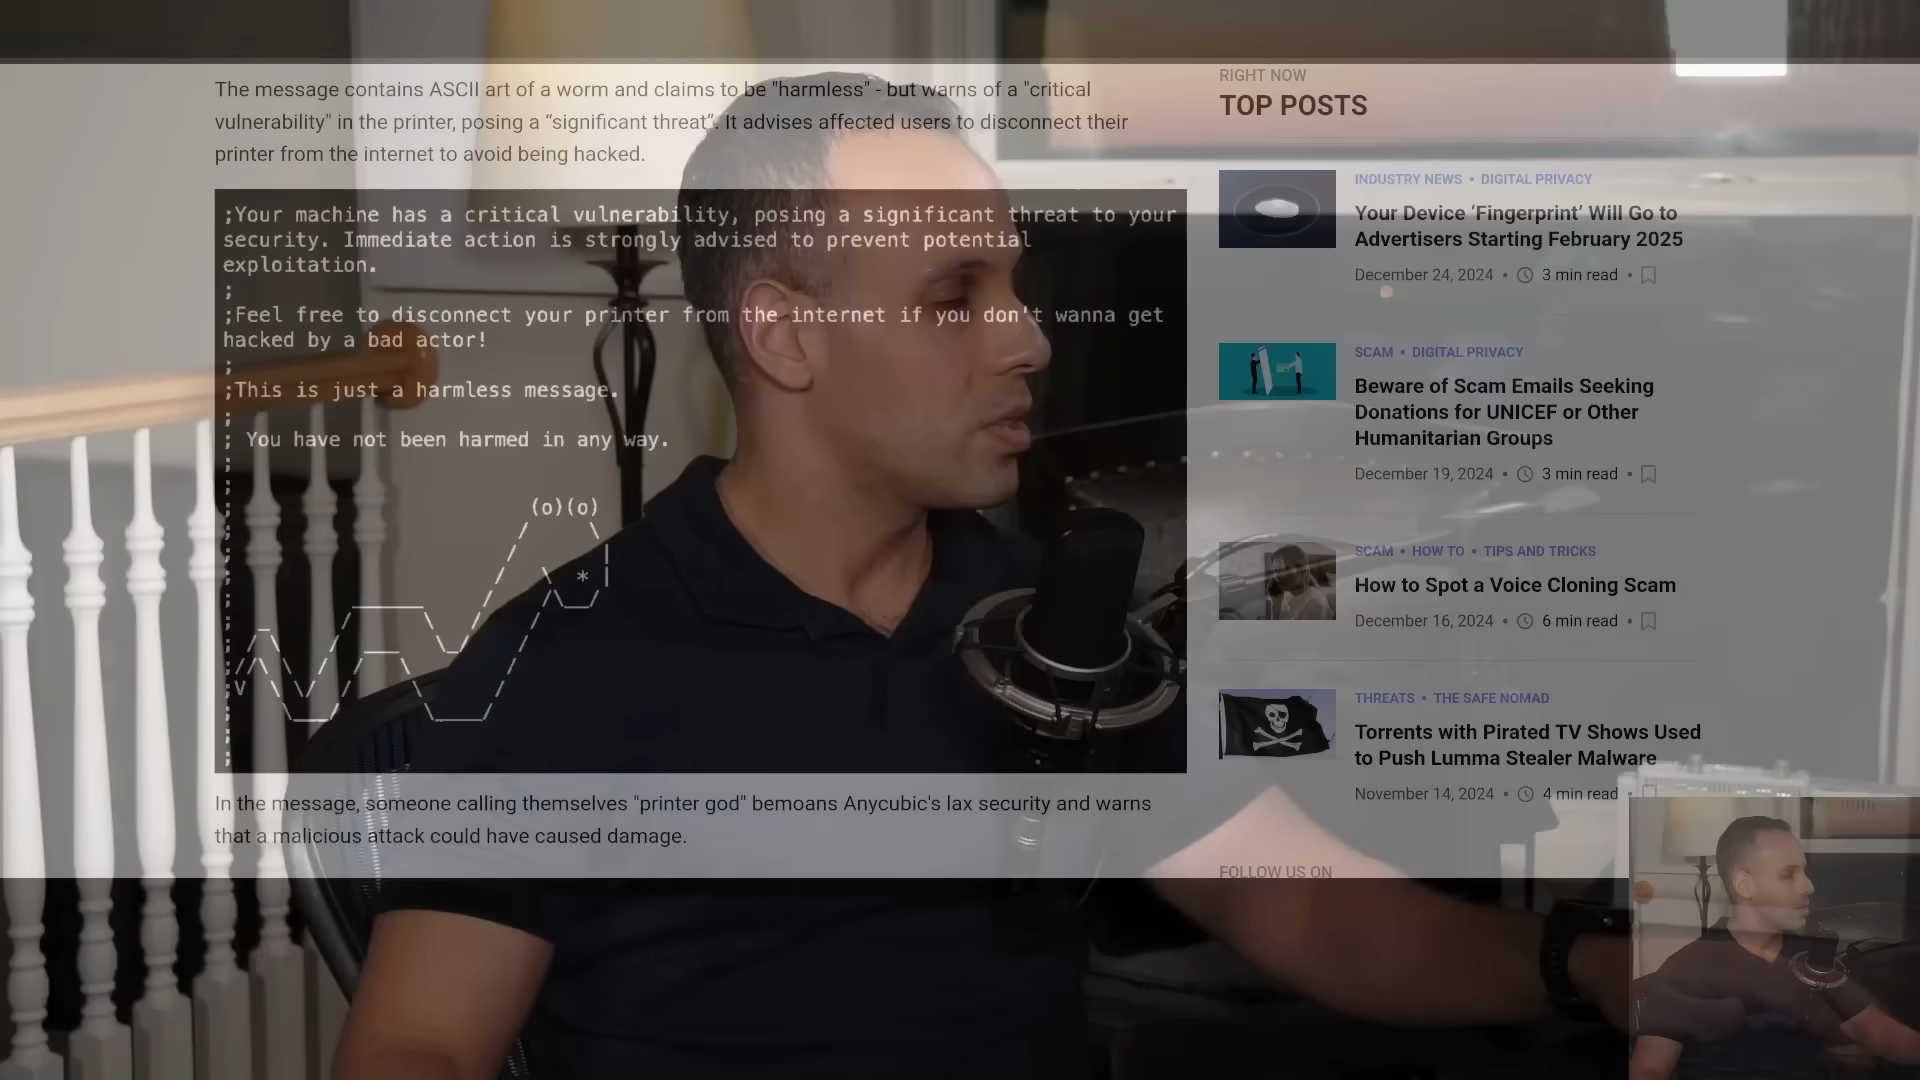 The message contains ASCII art of a worm and claims to be "harmless" - but warns of a "critical
vulnerability" in the printer, posing a “significant threat”. It advises affected users to disconnect their
printer from the internet to avoid being hacked.
;Your machine has a critical vulnerability, posing a significant threat to your
security. Immediate action is strongly advised to prevent potential
exploitation.
;
;Feel free to disconnect your printer from the internet if you don't wanna get
hacked by a bad actor!
;
;This is just a harmless message.
;
; You have not been harmed in any way.
(o)(o)
*
V
In the message, someone calling themselves "printer god" bemoans Anycubic's lax security and warns
that a malicious attack could have caused damage.
RIGHT NOW
TOP POSTS
INDUSTRY NEWS • DIGITAL PRIVACY
Your Device ‘Fingerprint’ Will Go to
Advertisers Starting February 2025
December 24, 2024 • 3 min read •
SCAM • DIGITAL PRIVACY
Beware of Scam Emails Seeking
Donations for UNICEF or Other
Humanitarian Groups
December 19, 2024 • 3 min read •
SCAM • HOW TO • TIPS AND TRICKS
How to Spot a Voice Cloning Scam
December 16, 2024 • 6 min read •
THREATS • THE SAFE NOMAD
Torrents with Pirated TV Shows Used
to Push Lumma Stealer Malware
November 14, 2024 • 4 min read •
FOLLOW US ON